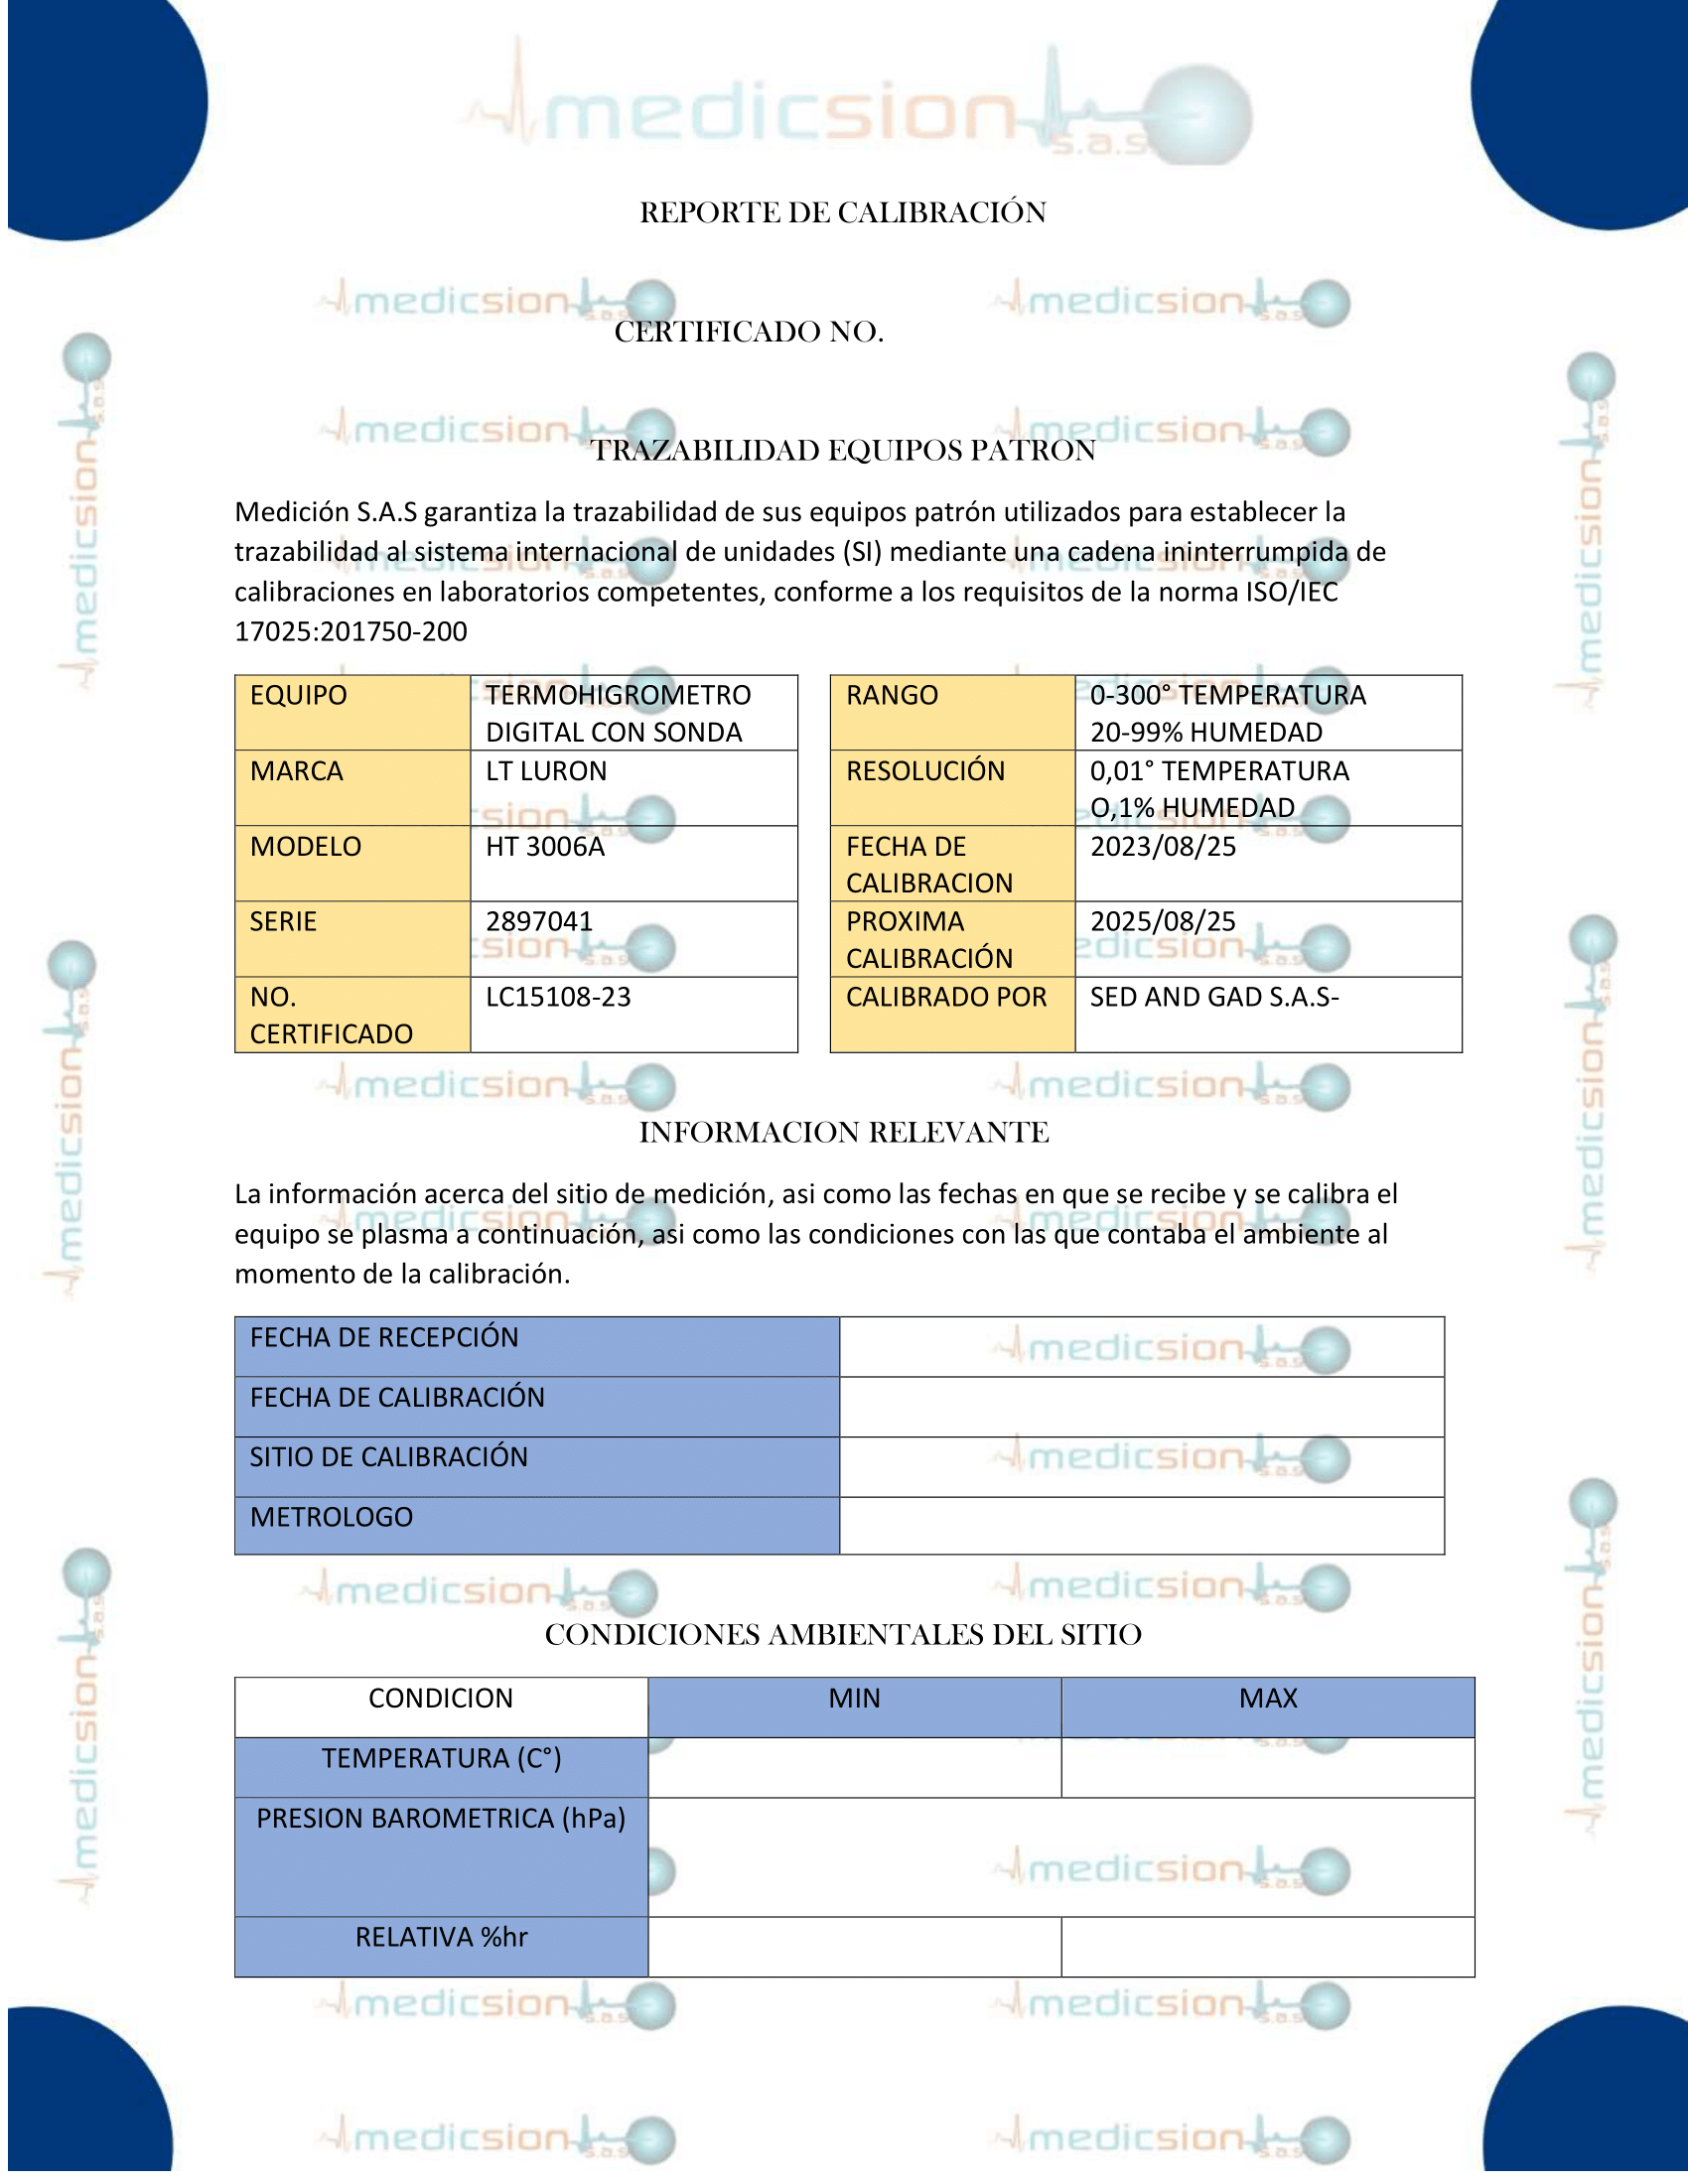 medicsion
s.a.s
REPORTE DE CALIBRACIÓN
CERTIFICADO NO.
TRAZABILIDAD EQUIPOS PATRON
Medición S.A.S garantiza la trazabilidad de sus equipos patrón utilizados para establecer la
trazabilidad al sistema internacional de unidades (SI) mediante una cadena ininterrumpida de
calibraciones en laboratorios competentes, conforme a los requisitos de la norma ISO/IEC
17025:201750-200
EQUIPO TERMOHIGROMETRO DIGITAL CON SONDA
MARCA LT LURON
MODELO HT 3006A
SERIE 2897041
NO. CERTIFICADO LC15108-23
RANGO 0-300° TEMPERATURA 20-99% HUMEDAD
RESOLUCIÓN 0,01° TEMPERATURA O,1% HUMEDAD
FECHA DE CALIBRACION 2023/08/25
PROXIMA CALIBRACIÓN 2025/08/25
CALIBRADO POR SED AND GAD S.A.S-
INFORMACION RELEVANTE
La información acerca del sitio de medición, asi como las fechas en que se recibe y se calibra el
equipo se plasma a continuación, asi como las condiciones con las que contaba el ambiente al
momento de la calibración.
FECHA DE RECEPCIÓN
FECHA DE CALIBRACIÓN
SITIO DE CALIBRACIÓN
METROLOGO
CONDICIONES AMBIENTALES DEL SITIO
CONDICION MIN MAX
TEMPERATURA (C°)
PRESION BAROMETRICA (hPa)
RELATIVA %hr